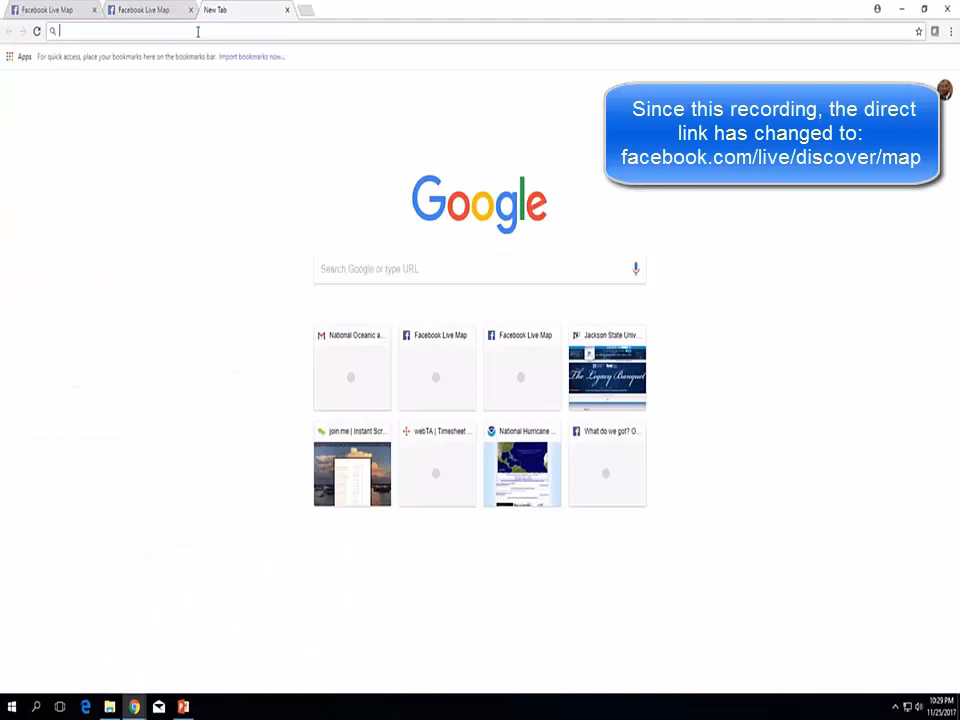 Facebook Live Map
Facebook Live Map
New Tab
Apps For quick access, place your bookmarks here on the bookmarks bar. Import bookmarks now...
Since this recording, the direct
link has changed to:
facebook.com/live/discover/map
Google
Search Google or type URL
National Oceanic a...
Facebook Live Map
Facebook Live Map
Jackson State Univ...
The Legacy Banquet
join.me | Instant Scr...
webTA | Timesheet ...
National Hurricane ...
What do we got? O...
10:29 PM
11/25/2017